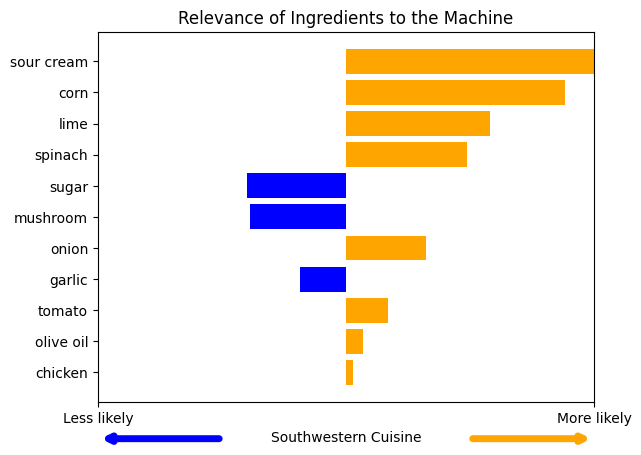 Relevance of Ingredients to the Machine
sour cream
corn
lime
spinach
sugar
mushroom
onion
garlic
tomato
olive oil
chicken
Less likely
More likely
Southwestern Cuisine